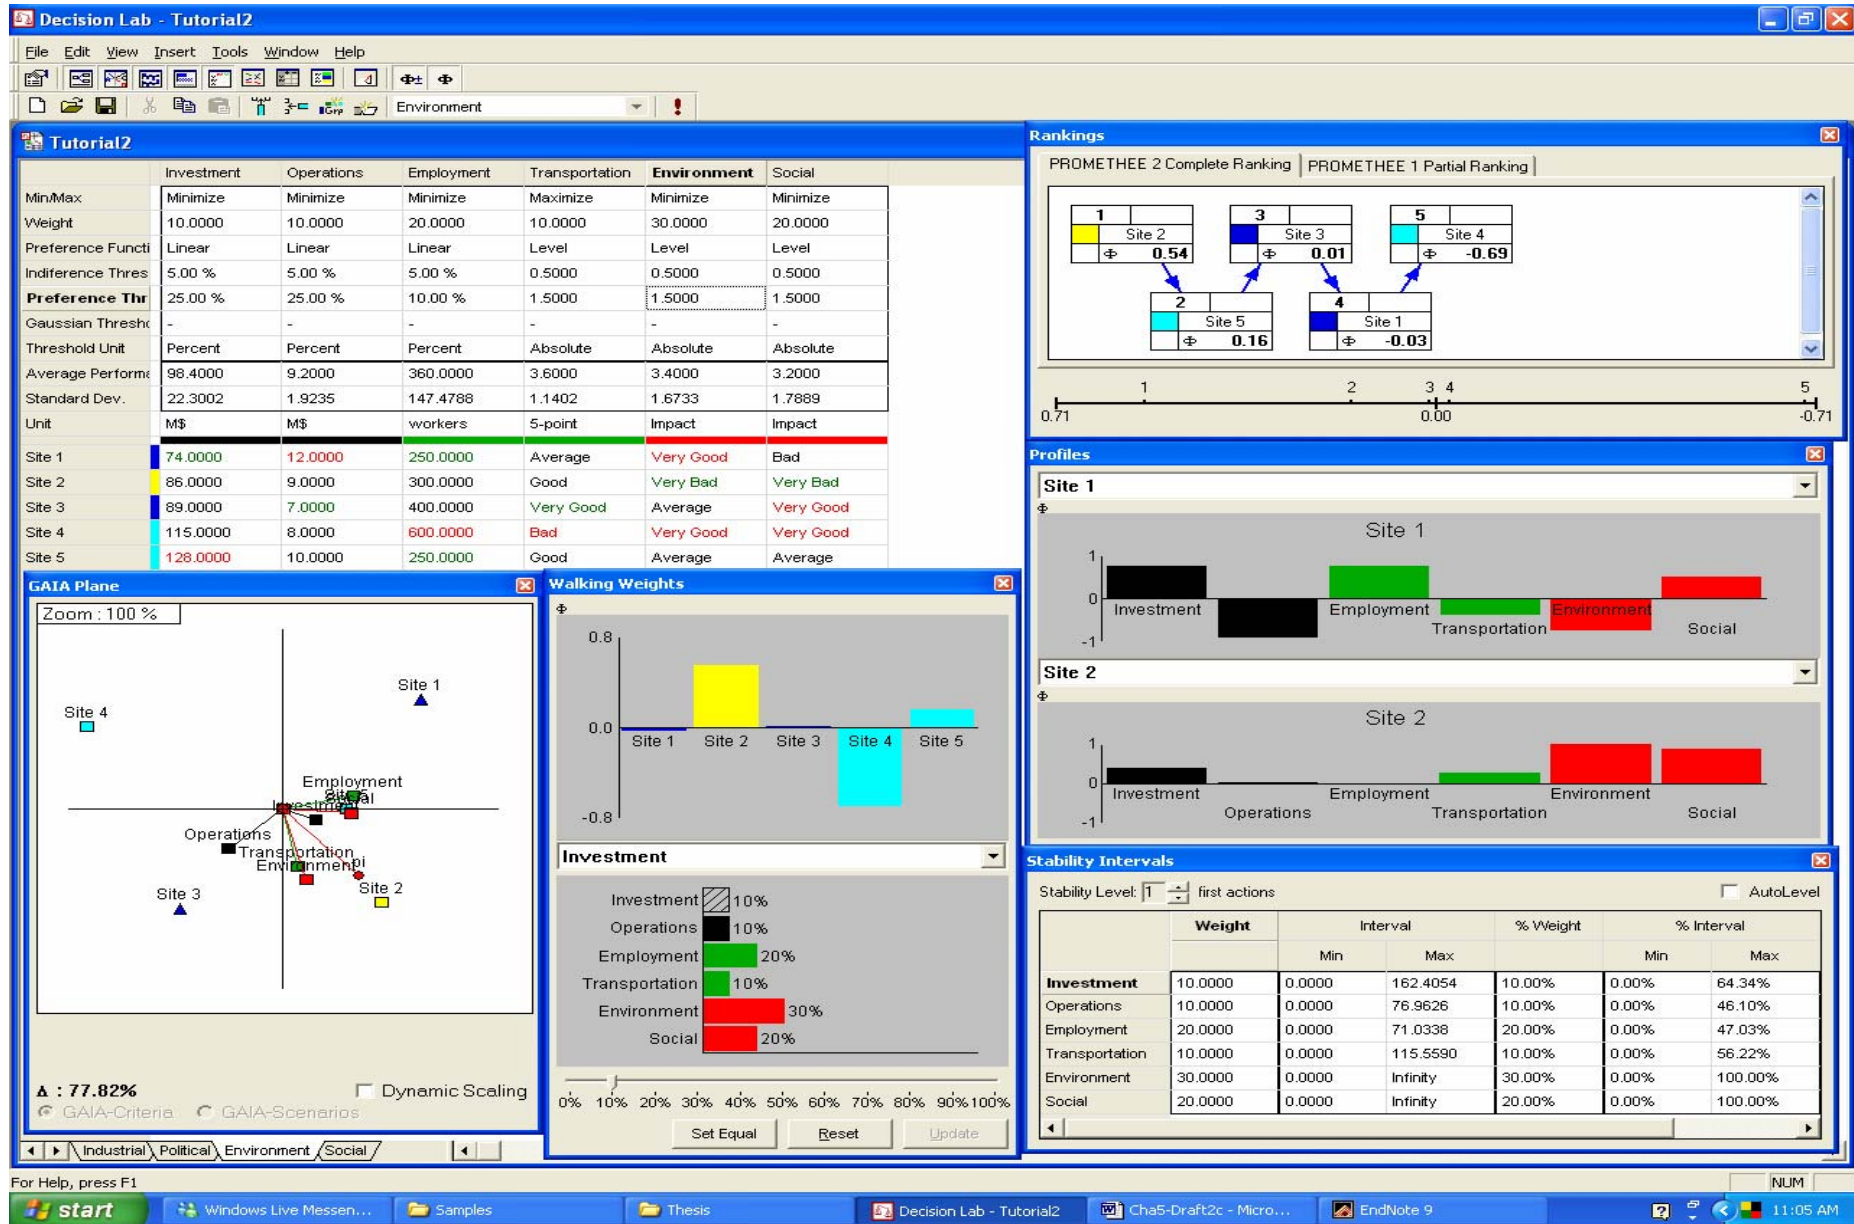 Decision Lab - Tutorial2
File Edit View Insert Tools Window Help
Φ± Φ
Environment
Tutorial2
Investment Operations Employment Transportation Environment Social
Min/Max Minimize Minimize Minimize Maximize Minimize Minimize
Weight 10.0000 10.0000 20.0000 10.0000 30.0000 20.0000
Preference Functi Linear Linear Linear Level Level Level
Indiference Thres 5.00 % 5.00 % 5.00 % 0.5000 0.5000 0.5000
Preference Thr 25.00 % 25.00 % 10.00 % 1.5000 1.5000 1.5000
Gaussian Thresho - - - - - -
Threshold Unit Percent Percent Percent Absolute Absolute Absolute
Average Performa 98.4000 9.2000 360.0000 3.6000 3.4000 3.2000
Standard Dev. 22.3002 1.9235 147.4788 1.1402 1.6733 1.7889
Unit M$ M$ workers 5-point Impact Impact
Site 1 74.0000 12.0000 250.0000 Average Very Good Bad
Site 2 86.0000 9.0000 300.0000 Good Very Bad Very Bad
Site 3 89.0000 7.0000 400.0000 Very Good Average Very Good
Site 4 115.0000 8.0000 600.0000 Bad Very Good Very Good
Site 5 128.0000 10.0000 250.0000 Good Average Average
Rankings
PROMETHEE 2 Complete Ranking PROMETHEE 1 Partial Ranking
1 3 5
Site 2 Site 3 Site 4
Φ 0.54 Φ 0.01 Φ -0.69
2 4
Site 5 Site 1
Φ 0.16 Φ -0.03
1 2 3 4 5
0.71 0.00 -0.71
Profiles
Site 1
Φ
Site 1
1
0
-1
Investment Employment Environment
Transportation Social
Site 2
Φ
Site 2
1
0
-1
Investment Employment Environment
Operations Transportation Social
GAIA Plane
Zoom : 100 %
Site 1
Site 4
Employment
Site 5
Social
Investment
Operations
Transportation
Environment
pi
Site 2
Site 3
Δ : 77.82%
Dynamic Scaling
GAIA-Criteria GAIA-Scenarios
Industrial Political Environment Social
Walking Weights
Φ
0.8
0.0
-0.8
Site 1 Site 2 Site 3 Site 4 Site 5
Investment
Investment 10%
Operations 10%
Employment 20%
Transportation 10%
Environment 30%
Social 20%
0% 10% 20% 30% 40% 50% 60% 70% 80% 90% 100%
Set Equal Reset Update
Stability Intervals
Stability Level: 1 first actions AutoLevel
Weight Interval % Weight % Interval
Min Max Min Max
Investment 10.0000 0.0000 162.4054 10.00% 0.00% 64.34%
Operations 10.0000 0.0000 76.9626 10.00% 0.00% 46.10%
Employment 20.0000 0.0000 71.0338 20.00% 0.00% 47.03%
Transportation 10.0000 0.0000 115.5590 10.00% 0.00% 56.22%
Environment 30.0000 0.0000 Infinity 30.00% 0.00% 100.00%
Social 20.0000 0.0000 Infinity 20.00% 0.00% 100.00%
For Help, press F1
NUM
start Windows Live Messen... Samples Thesis Decision Lab - Tutorial2 Cha5-Draft2c - Micro... EndNote 9 11:05 AM